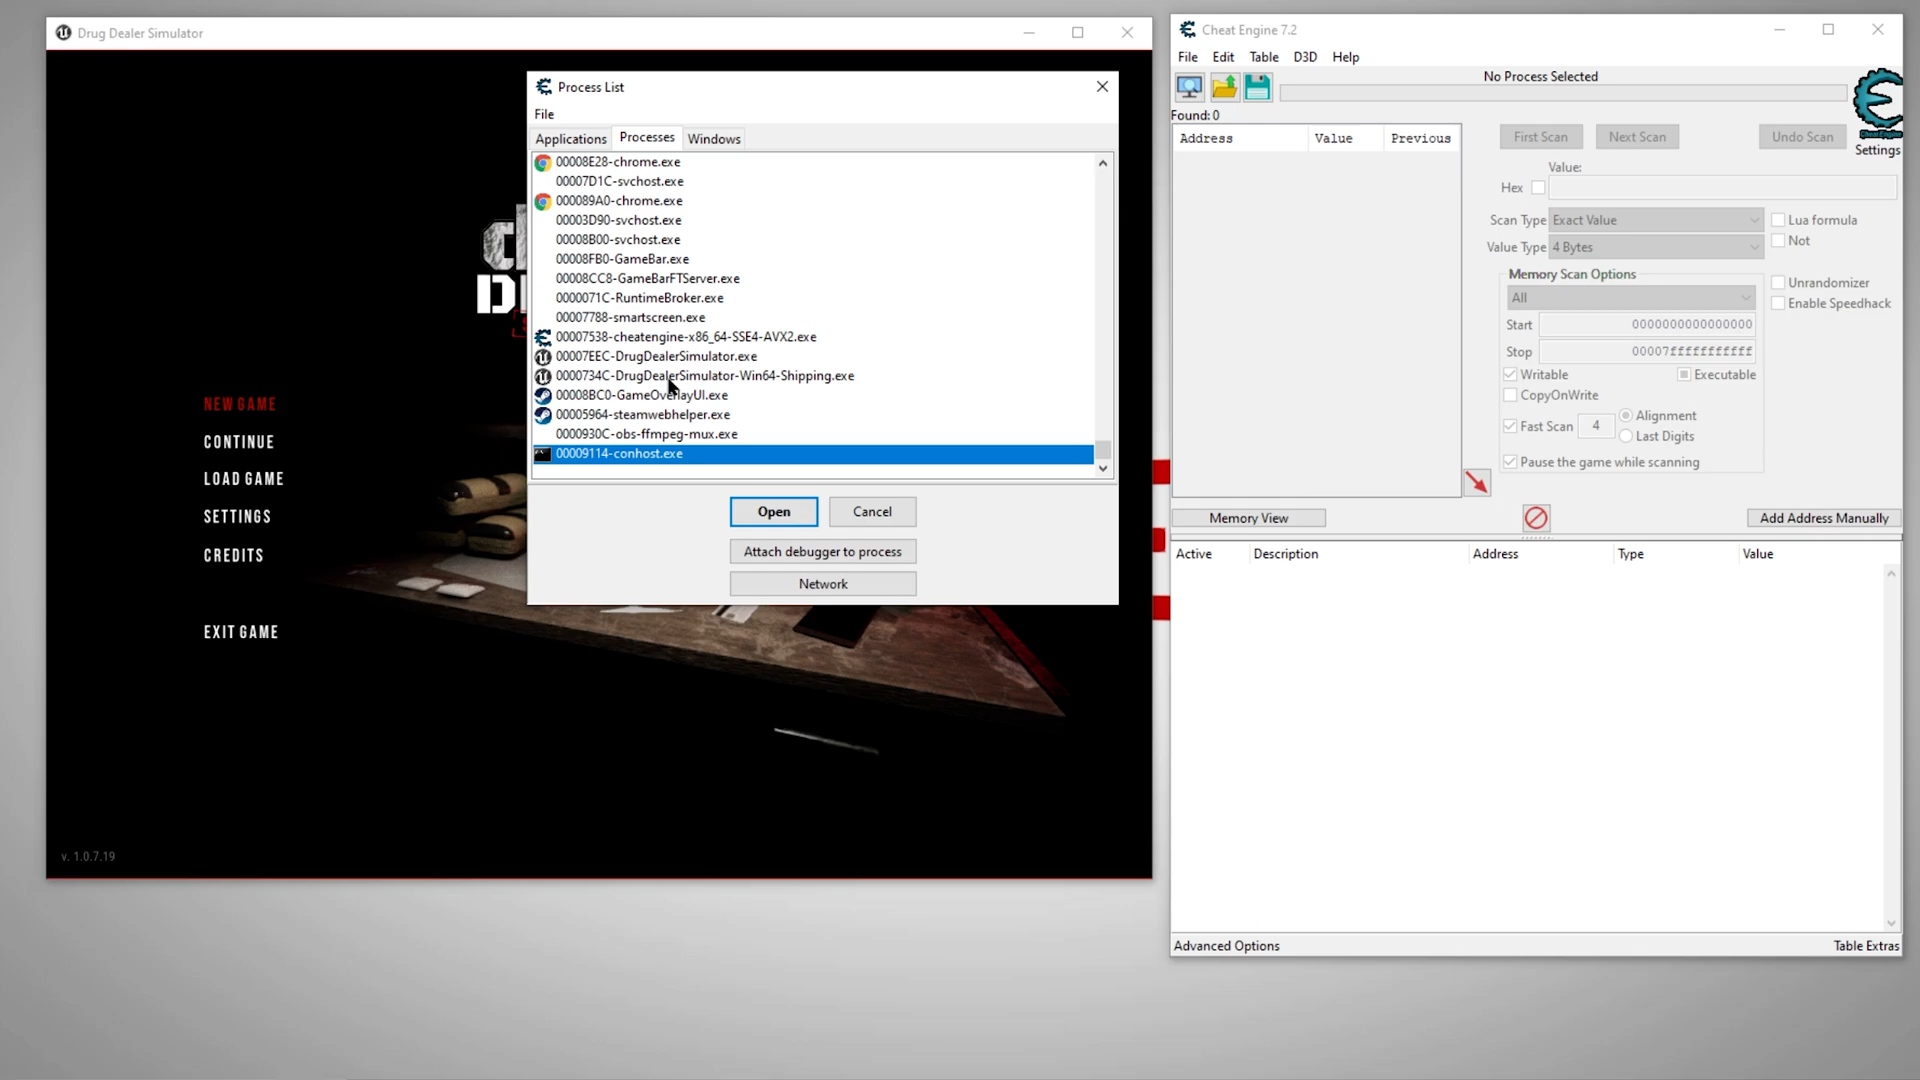 Drug Dealer Simulator
NEW GAME
CONTINUE
LOAD GAME
SETTINGS
CREDITS
EXIT GAME
v. 1.0.7.19
Process List
File
Applications
Processes
Windows
00008E28-chrome.exe
00007D1C-svchost.exe
000089A0-chrome.exe
00003D90-svchost.exe
00008B00-svchost.exe
00008FB0-GameBar.exe
00008CC8-GameBarFTServer.exe
0000071C-RuntimeBroker.exe
00007788-smartscreen.exe
00007538-cheatengine-x86_64-SSE4-AVX2.exe
00007EEC-DrugDealerSimulator.exe
0000734C-DrugDealerSimulator-Win64-Shipping.exe
00008BC0-GameOverlayUI.exe
00005964-steamwebhelper.exe
0000930C-obs-ffmpeg-mux.exe
00009114-conhost.exe
Open
Cancel
Attach debugger to process
Network
Cheat Engine 7.2
File Edit Table D3D Help
No Process Selected
Found: 0
Address Value Previous
First Scan
Next Scan
Undo Scan
Settings
Value:
Hex
Scan Type Exact Value
Lua formula
Value Type 4 Bytes
Not
Memory Scan Options
All
Unrandomizer
Enable Speedhack
Start 0000000000000000
Stop 00007fffffffffff
Writable
Executable
CopyOnWrite
Fast Scan 4
Alignment
Last Digits
Pause the game while scanning
Memory View
Add Address Manually
Active Description Address Type Value
Advanced Options
Table Extras